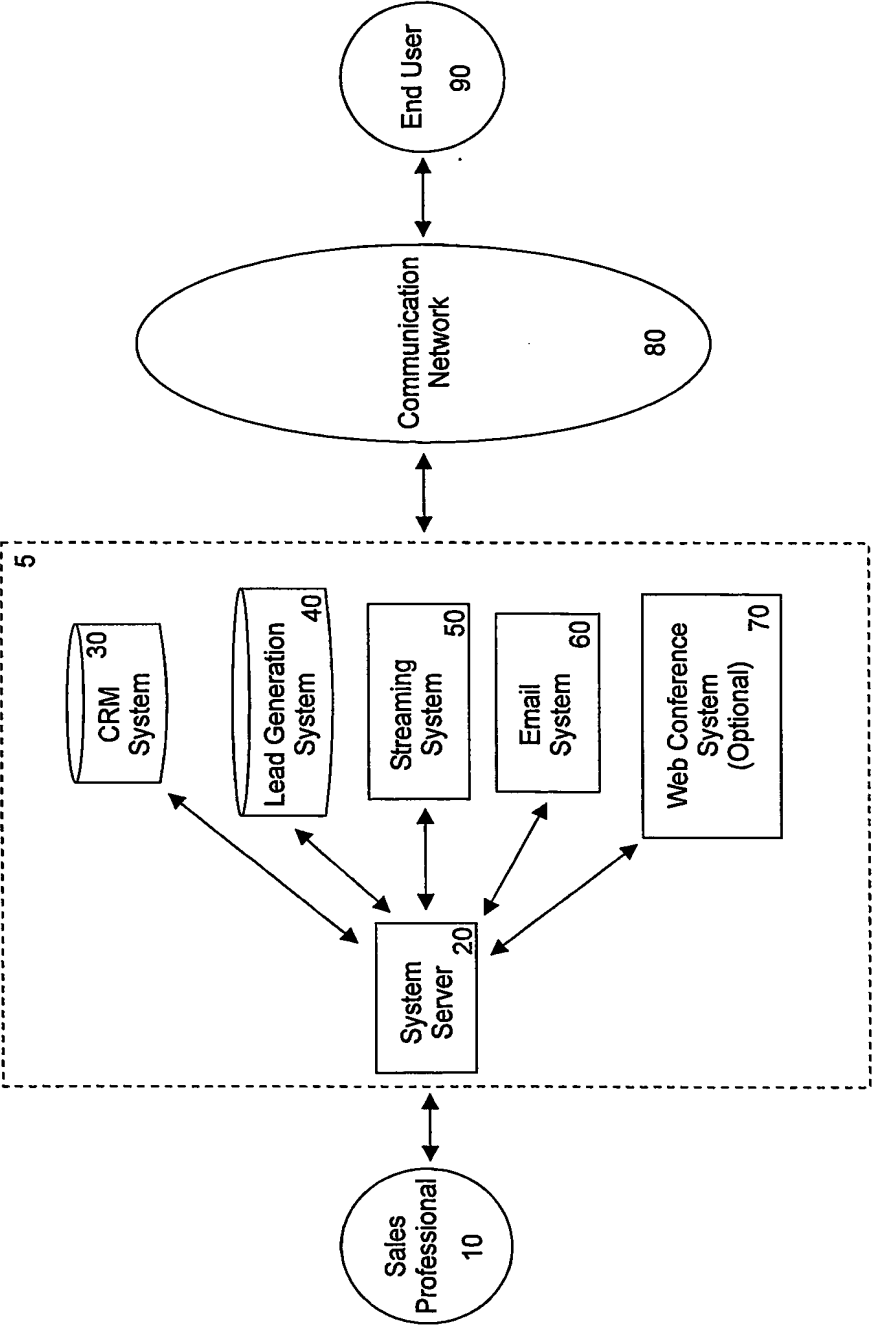 Sales
Professional
10
System
Server
20
5
CRM
System
30
Lead Generation
System
40
Streaming
System
50
Email
System
60
Web Conference
System
(Optional)
70
Communication
Network
80
End User
90